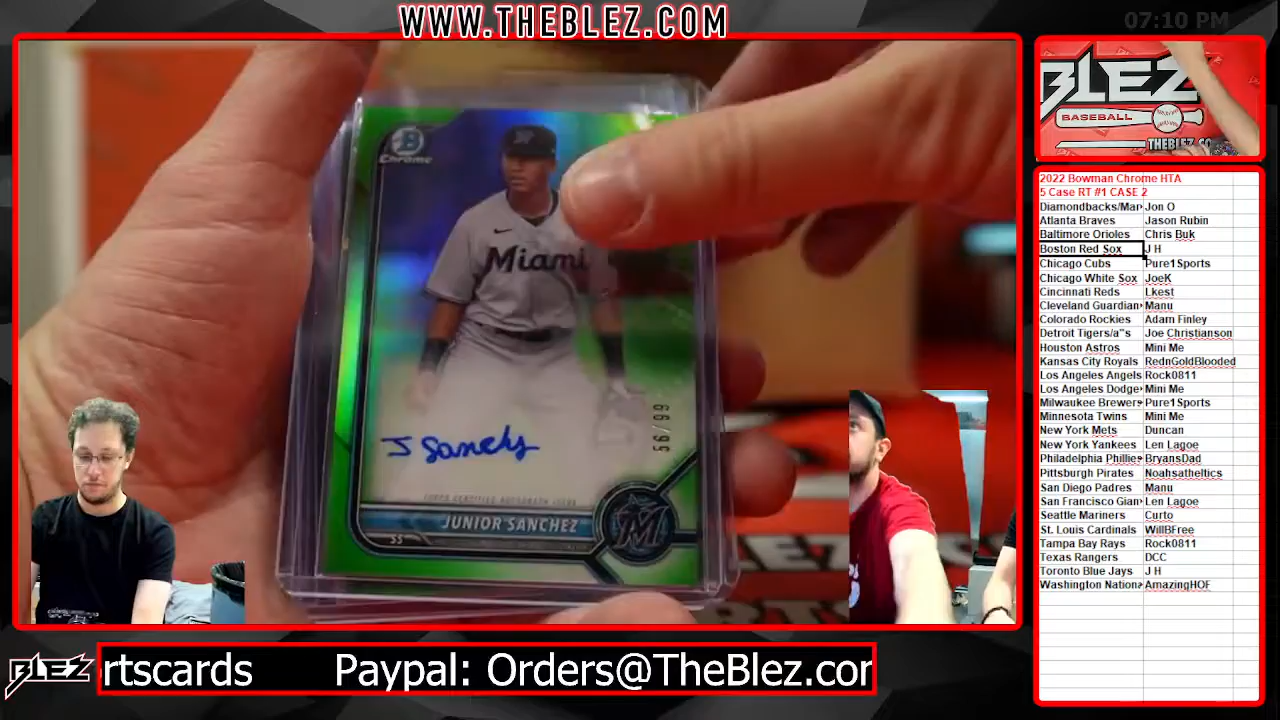 WWW.THEBLEZ.COM
07:10 PM
BLEZ
BASEBALL
B
Chrome
Miami
56/99
J Sanchez
TOPPS CERTIFIED AUTOGRAPH ISSUE
JUNIOR SANCHEZ
SS
M
2022 Bowman Chrome HTA
5 Case RT #1 CASE 2
Diamondbacks/Mar Jon O
Atlanta Braves Jason Rubin
Baltimore Orioles Chris Buk
Boston Red Sox J H
Chicago Cubs Pure1Sports
Chicago White Sox JoeK
Cincinnati Reds Lkest
Cleveland Guardian Manu
Colorado Rockies Adam Finley
Detroit Tigers/a"s Joe Christianson
Houston Astros Mini Me
Kansas City Royals RednGoldBlooded
Los Angeles Angels Rock0811
Los Angeles Dodge Mini Me
Milwaukee Brewers Pure1Sports
Minnesota Twins Mini Me
New York Mets Duncan
New York Yankees Len Lagoe
Philadelphia Phillie BryansDad
Pittsburgh Pirates Noahsatheltics
San Diego Padres Manu
San Francisco Gian Len Lagoe
Seattle Mariners Curto
St. Louis Cardinals WillBFree
Tampa Bay Rays Rock0811
Texas Rangers DCC
Toronto Blue Jays J H
Washington Nationa AmazingHOF
BLEZ
rtscards Paypal: Orders@TheBlez.cor